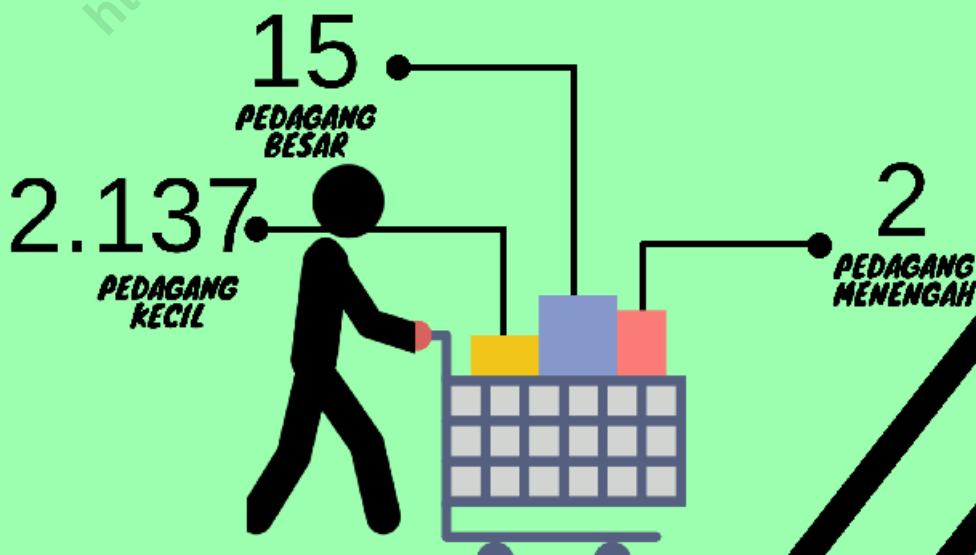 15
PEDAGANG
BESAR
2.137
PEDAGANG
KECIL
2
PEDAGANG
MENENGAH